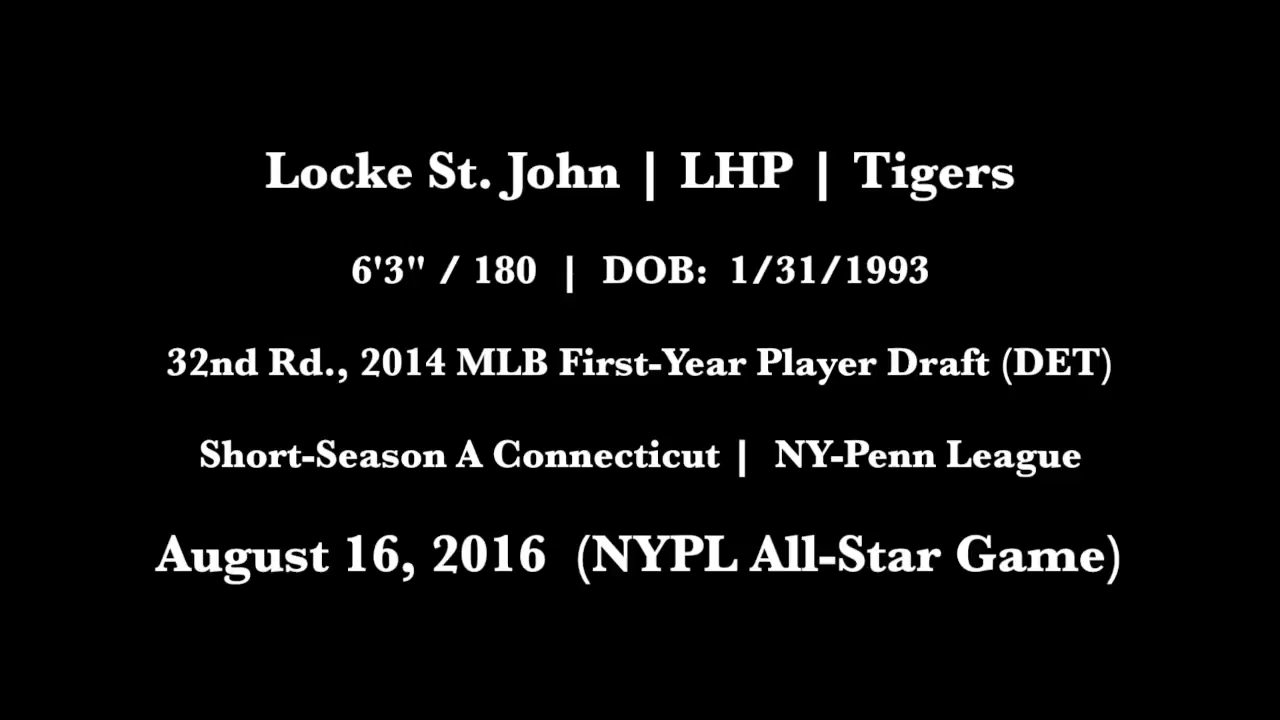 Locke St. John | LHP | Tigers
6'3" / 180 | DOB: 1/31/1993
32nd Rd., 2014 MLB First-Year Player Draft (DET)
Short-Season A Connecticut | NY-Penn League
August 16, 2016 (NYPL All-Star Game)